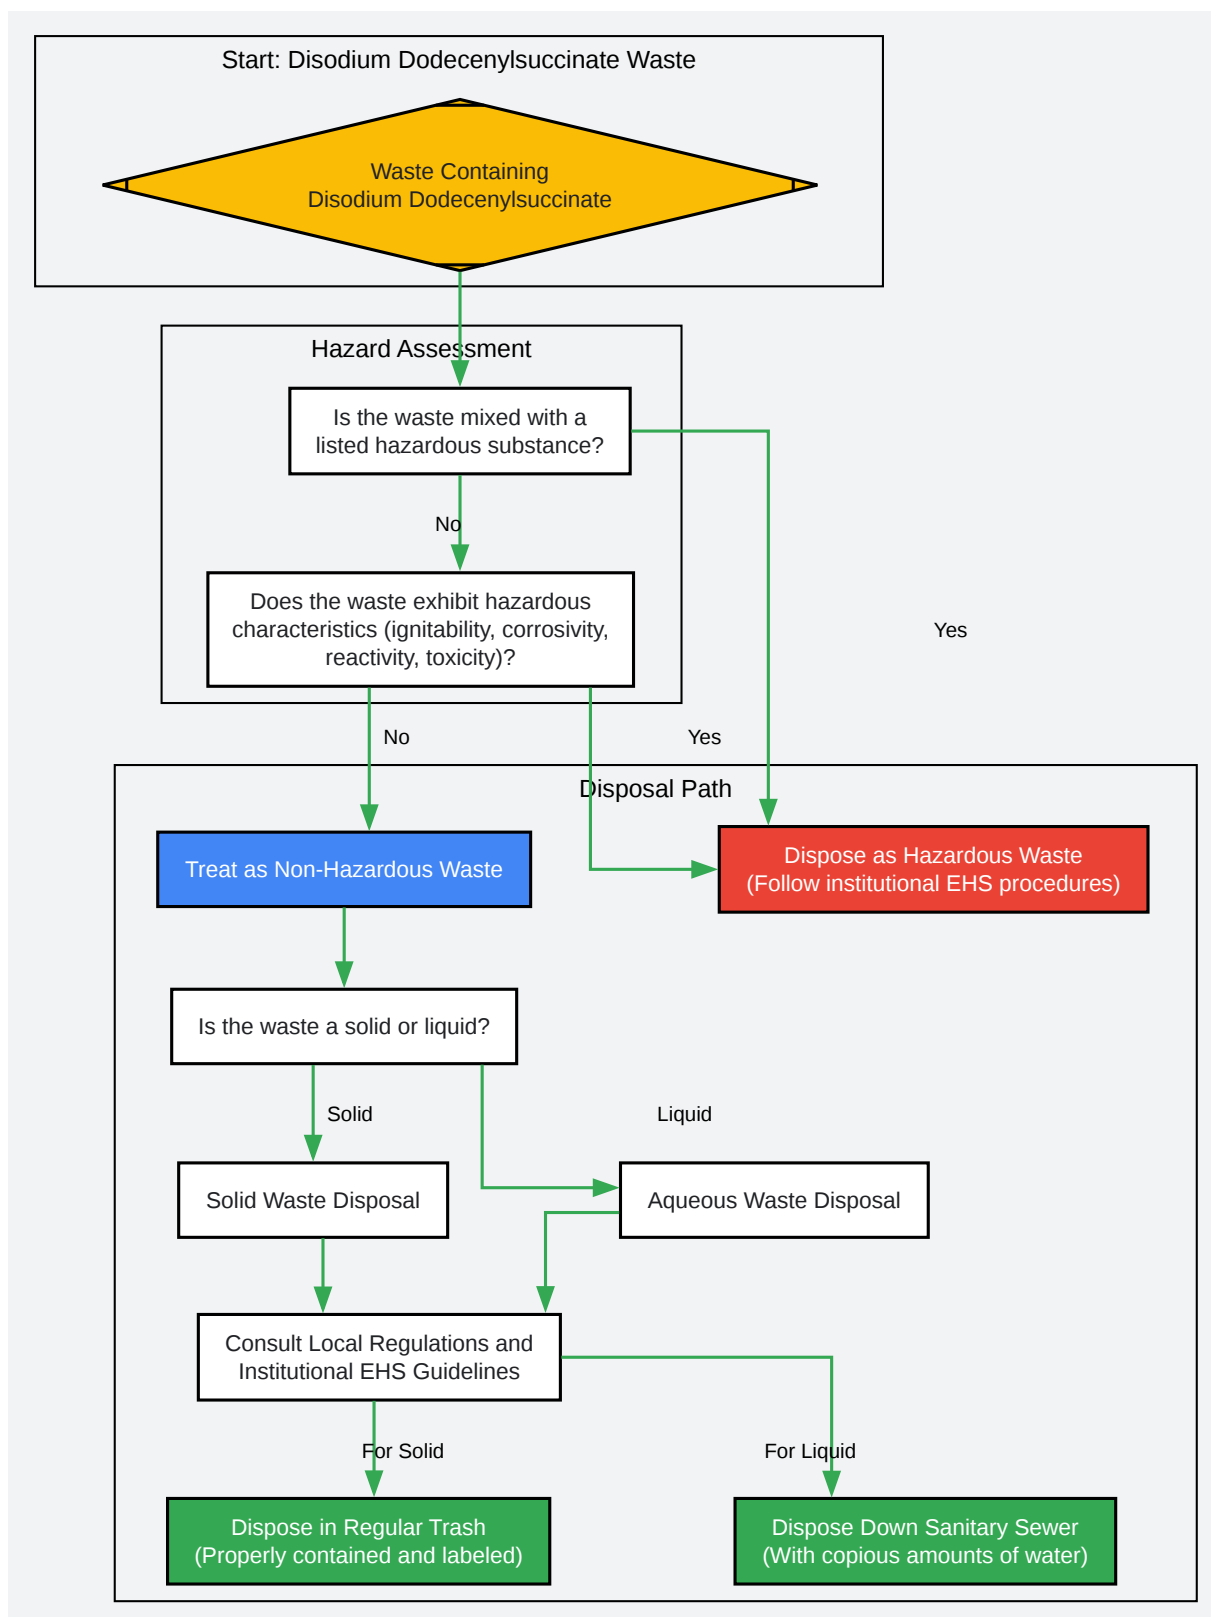 Start: Disodium Dodecenylsuccinate Waste
Waste Containing
Disodium Dodecenylsuccinate
Hazard Assessment
Is the waste mixed with a
listed hazardous substance?
No
Does the waste exhibit hazardous
characteristics (ignitability, corrosivity,
reactivity, toxicity)?
Yes
No
Yes
Disposal Path
Treat as Non-Hazardous Waste
Dispose as Hazardous Waste
(Follow institutional EHS procedures)
Is the waste a solid or liquid?
Solid
Liquid
Solid Waste Disposal
Aqueous Waste Disposal
Consult Local Regulations and
Institutional EHS Guidelines
For Solid
For Liquid
Dispose in Regular Trash
(Properly contained and labeled)
Dispose Down Sanitary Sewer
(With copious amounts of water)